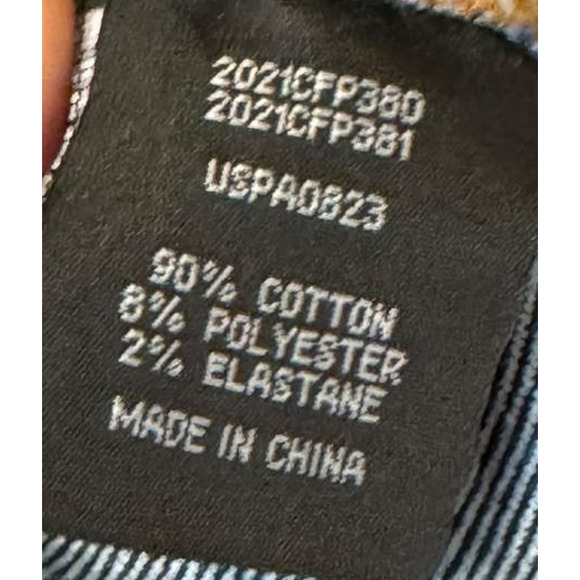 2021CFP380
2021CFP381
USPA0823
90% COTTON
8% POLYESTER
2% ELASTANE
MADE IN CHINA